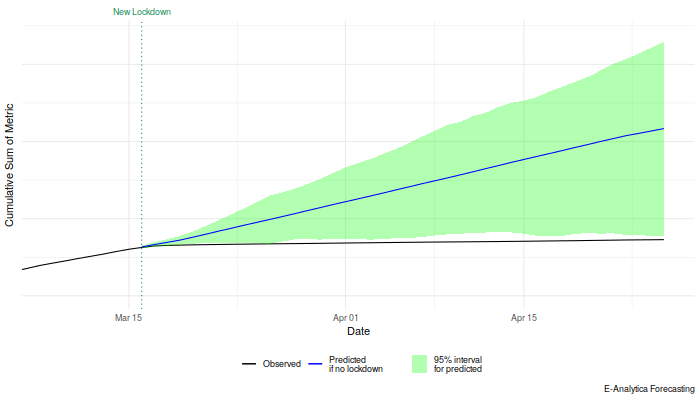 New Lockdown
Cumulative Sum of Metric
Mar 15
Apr 01
Apr 15
Date
Observed
Predicted
if no lockdown
95% interval
for predicted
E-Analytica Forecasting